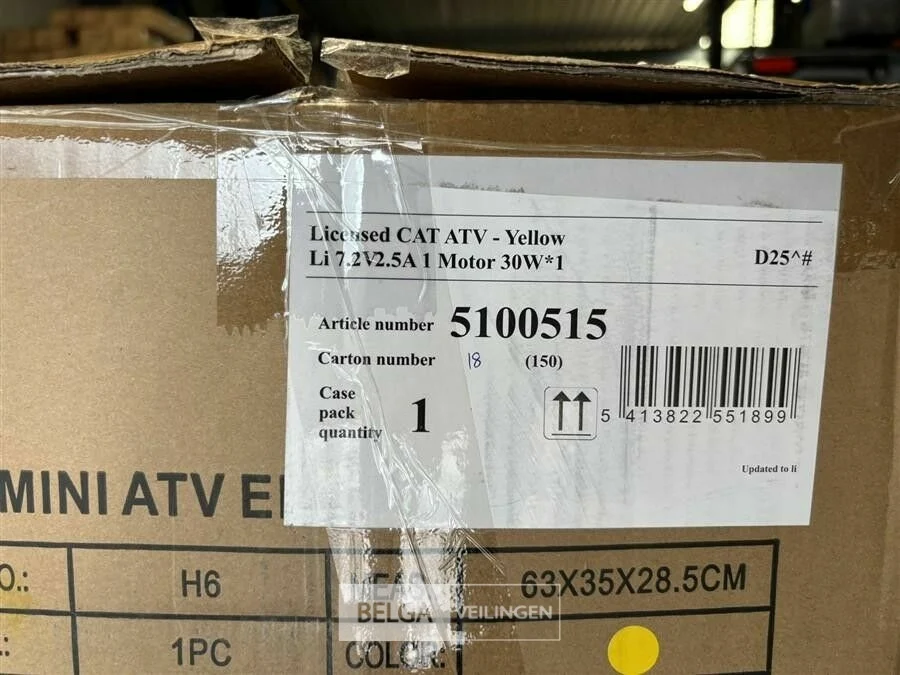 Licensed CAT ATV - Yellow
Li 7.2V2.5A 1 Motor 30W*1 D25^#
Article number 5100515
Carton number 18 (150)
Case
pack
quantity 1
5 413822 551899
Updated to li
MINI ATV
O.: H6 MEAS.: 63X35X28.5CM
BELGA VEILINGEN
.: 1PC COLOR.: